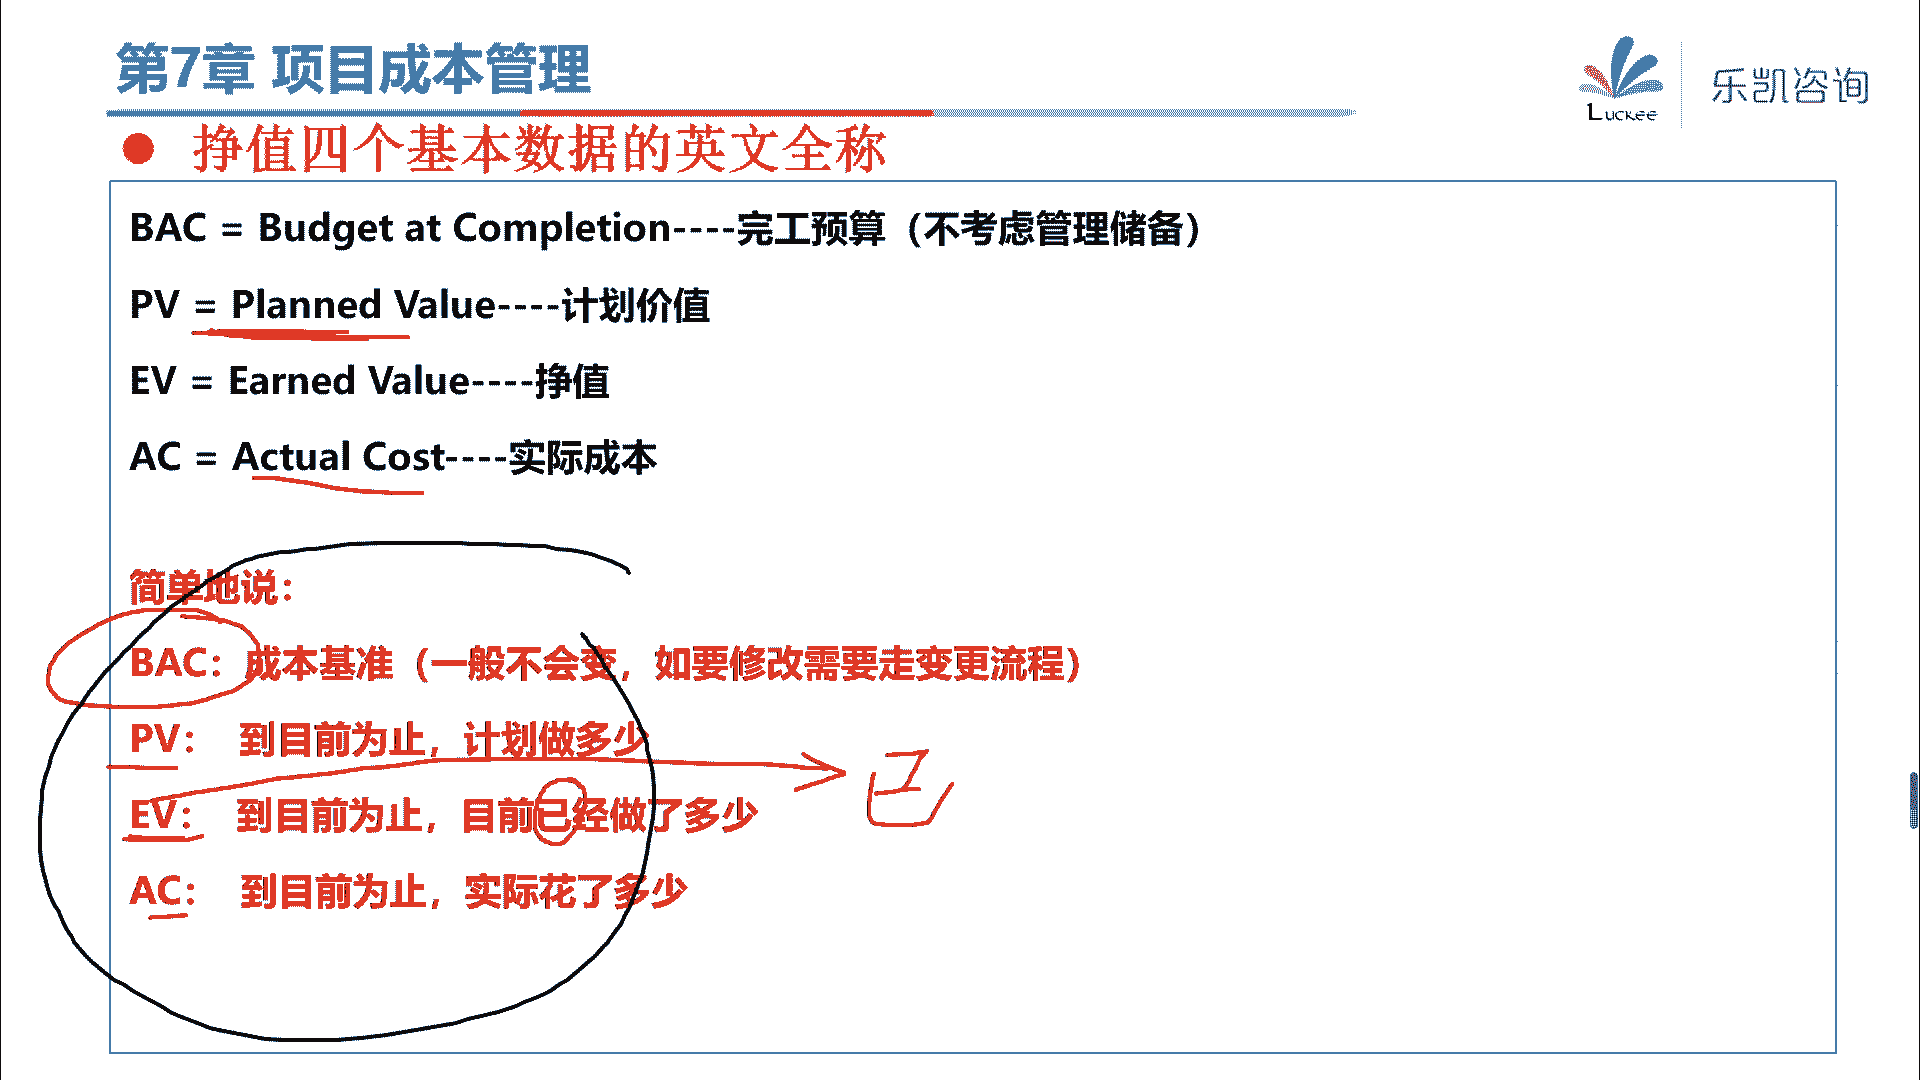 第7章 项目成本管理
Luckee
乐凯咨询
● 挣值四个基本数据的英文全称
BAC = Budget at Completion----完工预算（不考虑管理储备）
PV = Planned Value----计划价值
EV = Earned Value----挣值
AC = Actual Cost----实际成本
简单地说：
BAC：成本基准（一般不会变，如要修改需要走变更流程）
PV： 到目前为止，计划做多少
EV： 到目前为止，目前已经做了多少
AC： 到目前为止，实际花了多少
已